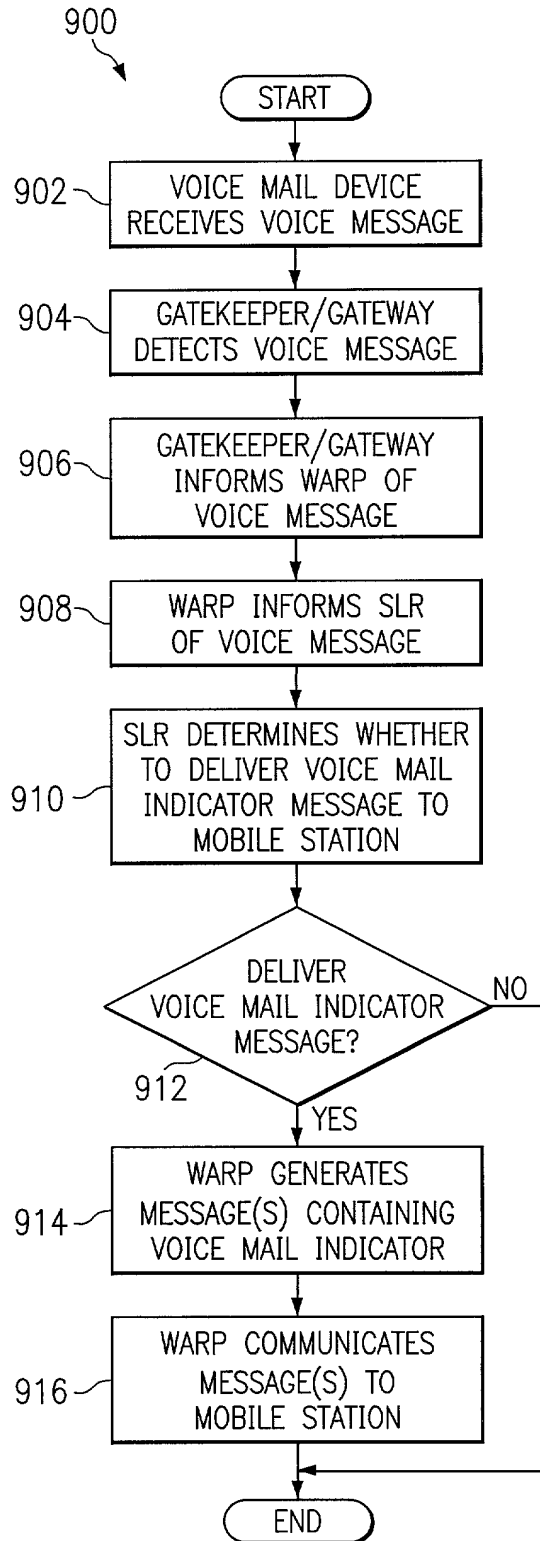 900
START
902
VOICE MAIL DEVICE
RECEIVES VOICE MESSAGE
904
GATEKEEPER/GATEWAY
DETECTS VOICE MESSAGE
906
GATEKEEPER/GATEWAY
INFORMS WARP OF
VOICE MESSAGE
908
WARP INFORMS SLR
OF VOICE MESSAGE
910
SLR DETERMINES WHETHER
TO DELIVER VOICE MAIL
INDICATOR MESSAGE TO
MOBILE STATION
DELIVER
VOICE MAIL INDICATOR
MESSAGE?
NO
912
YES
914
WARP GENERATES
MESSAGE(S) CONTAINING
VOICE MAIL INDICATOR
916
WARP COMMUNICATES
MESSAGE(S) TO
MOBILE STATION
END